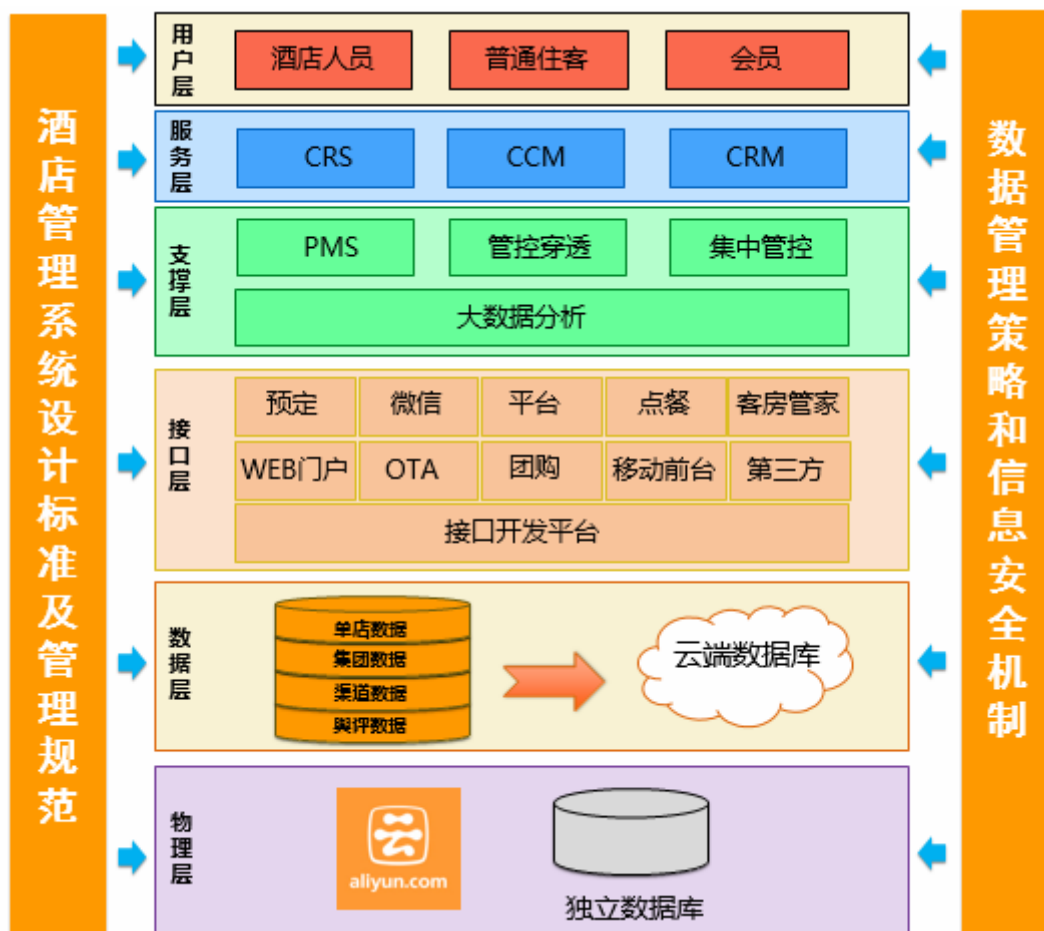 酒店管理系统设计标准及管理规范
用户层
酒店人员
普通住客
会员
服务层
CRS
CCM
CRM
支撑层
PMS
管控穿透
集中管控
大数据分析
接口层
预定
微信
平台
点餐
客房管家
WEB门户
OTA
团购
移动前台
第三方
接口开发平台
数据层
单店数据
集团数据
渠道数据
舆评数据
云端数据库
物理层
云
aliyun.com
独立数据库
数据管理策略和信息安全机制